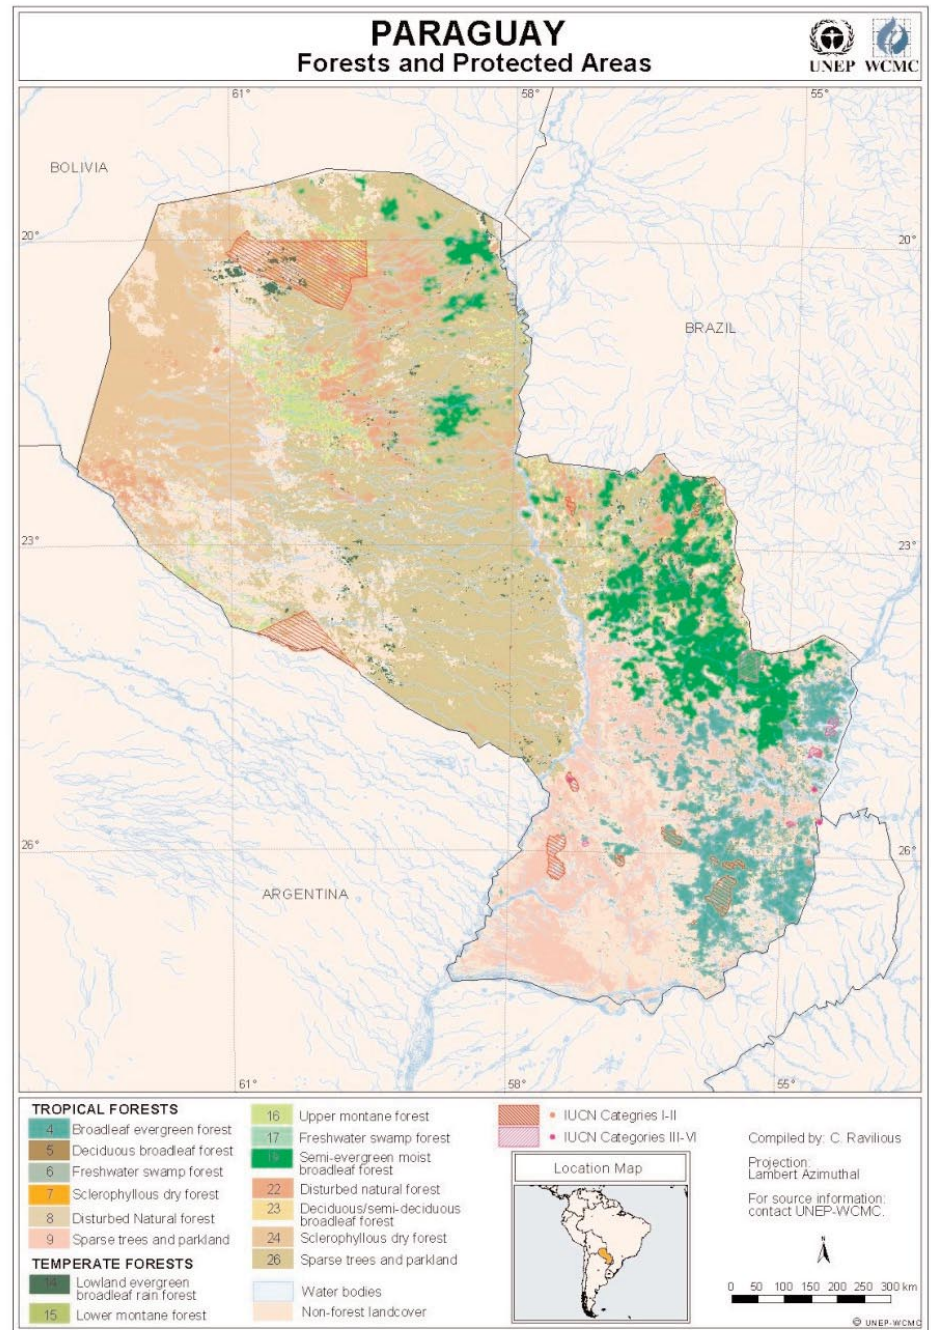 PARAGUAY
Forests and Protected Areas
UNEP WCMC
61°
58°
55°
BOLIVIA
20°
20°
BRAZIL
23°
23°
26°
26°
ARGENTINA
61°
58°
55°
TROPICAL FORESTS
4 Broadleaf evergreen forest
5 Deciduous broadleaf forest
6 Freshwater swamp forest
7 Sclerophyllous dry forest
8 Disturbed Natural forest
9 Sparse trees and parkland
TEMPERATE FORESTS
14 Lowland evergreen
broadleaf rain forest
15 Lower montane forest
16 Upper montane forest
17 Freshwater swamp forest
19 Semi-evergreen moist
broadleaf forest
22 Disturbed natural forest
23 Deciduous/semi-deciduous
broadleaf forest
24 Sclerophyllous dry forest
26 Sparse trees and parkland
Water bodies
Non-forest landcover
IUCN Categries I-II
IUCN Categories III-VI
Location Map
Compiled by: C. Ravilious
Projection:
Lambert Azimuthal
For source information:
contact UNEP-WCMC.
N
0 50 100 150 200 250 300 km
© UNEP-WCMC